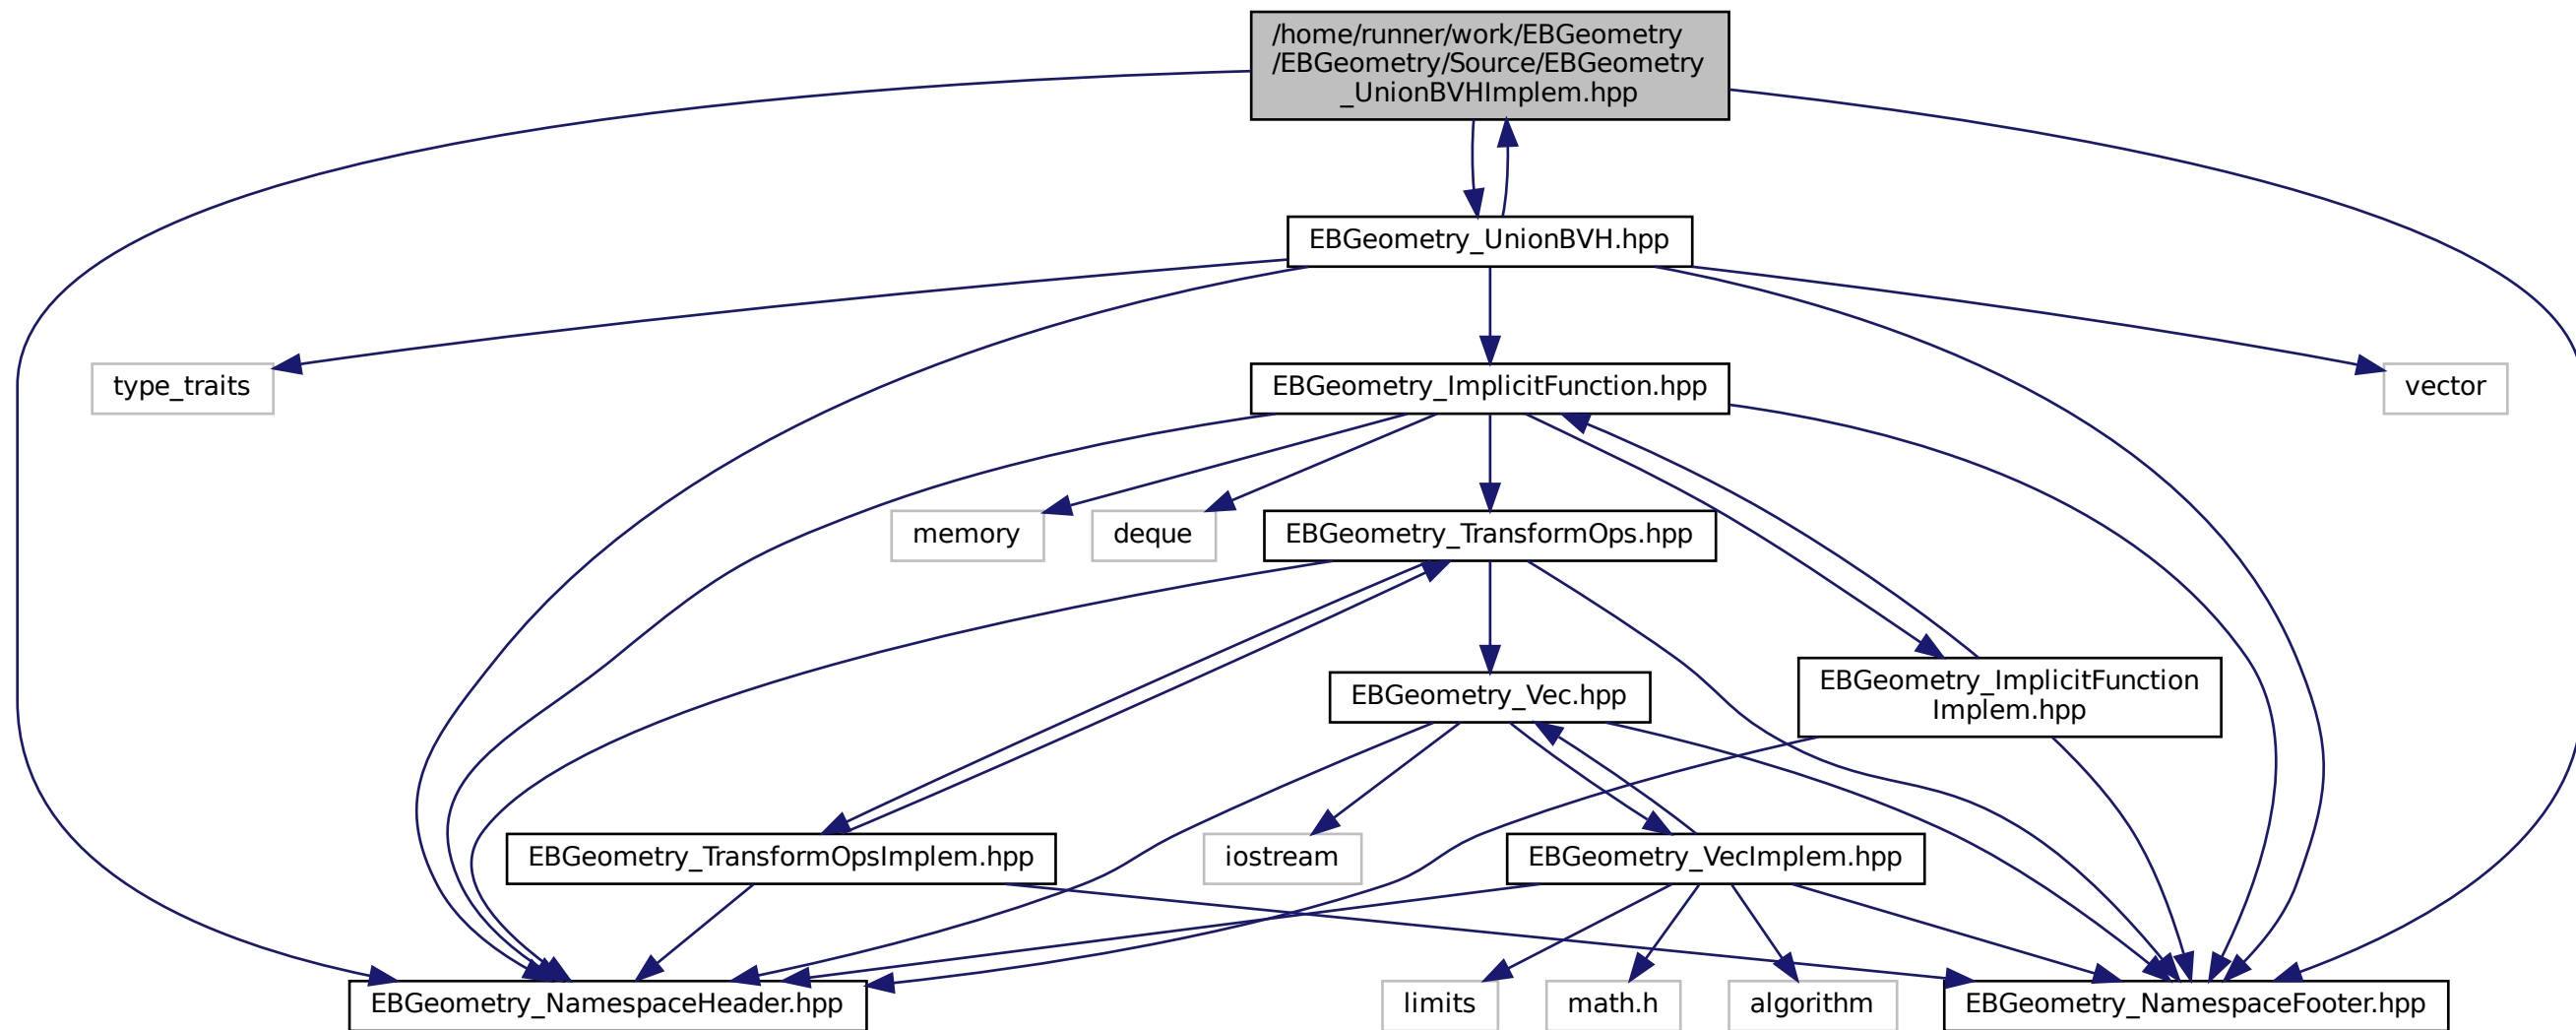 /home/runner/work/EBGeometry
/EBGeometry/Source/EBGeometry
_UnionBVHImplem.hpp
EBGeometry_UnionBVH.hpp
type_traits
EBGeometry_ImplicitFunction.hpp
vector
memory
deque
EBGeometry_TransformOps.hpp
EBGeometry_Vec.hpp
EBGeometry_ImplicitFunction
Implem.hpp
EBGeometry_TransformOpsImplem.hpp
iostream
EBGeometry_VecImplem.hpp
EBGeometry_NamespaceHeader.hpp
limits
math.h
algorithm
EBGeometry_NamespaceFooter.hpp